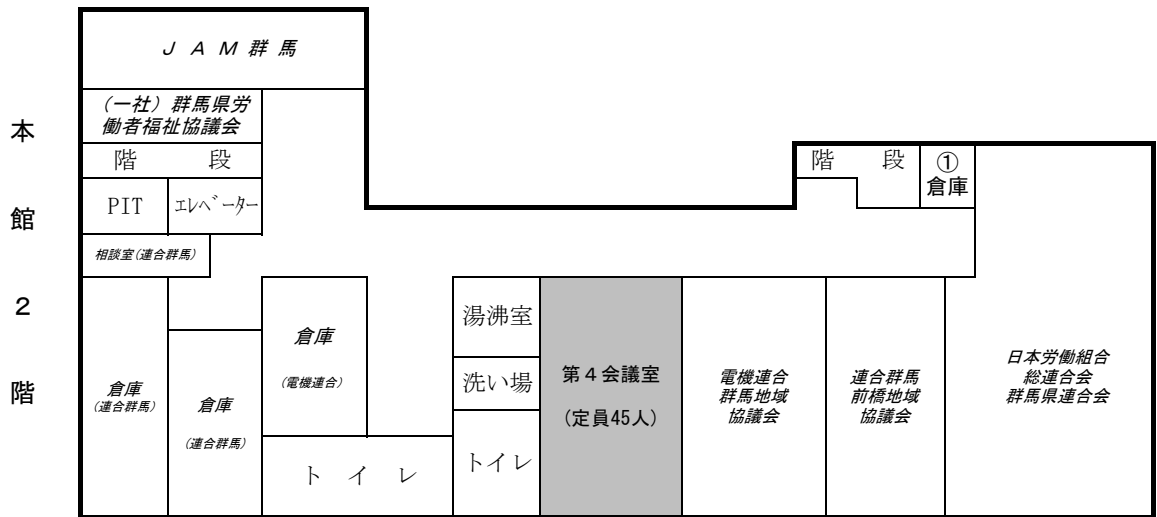 ＪＡＭ群馬
（一社）群馬県労
働者福祉協議会
本館２階
階段
階段
①
倉庫
PIT
エレベーター
相談室(連合群馬)
倉庫
(連合群馬)
倉庫
(連合群馬)
倉庫
(電機連合)
トイレ
湯沸室
洗い場
トイレ
第４会議室
(定員45人)
電機連合
群馬地域
協議会
連合群馬
前橋地域
協議会
日本労働組合
総連合会
群馬県連合会